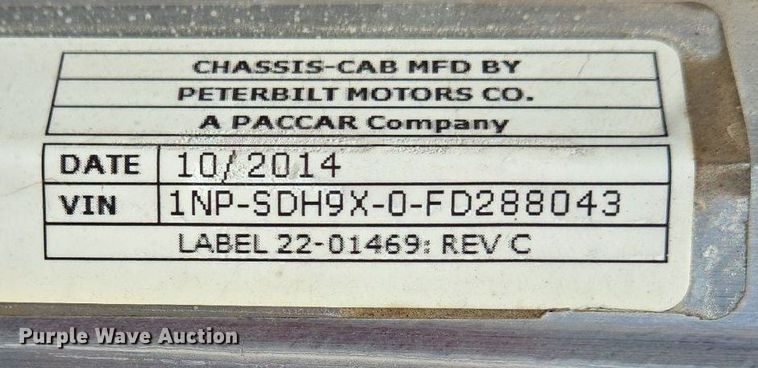 CHASSIS-CAB MFD BY
PETERBILT MOTORS CO.
A PACCAR Company
DATE 10/2014
VIN 1NP-SDH9X-0-FD288043
LABEL 22-01469: REV C
Purple Wave Auction